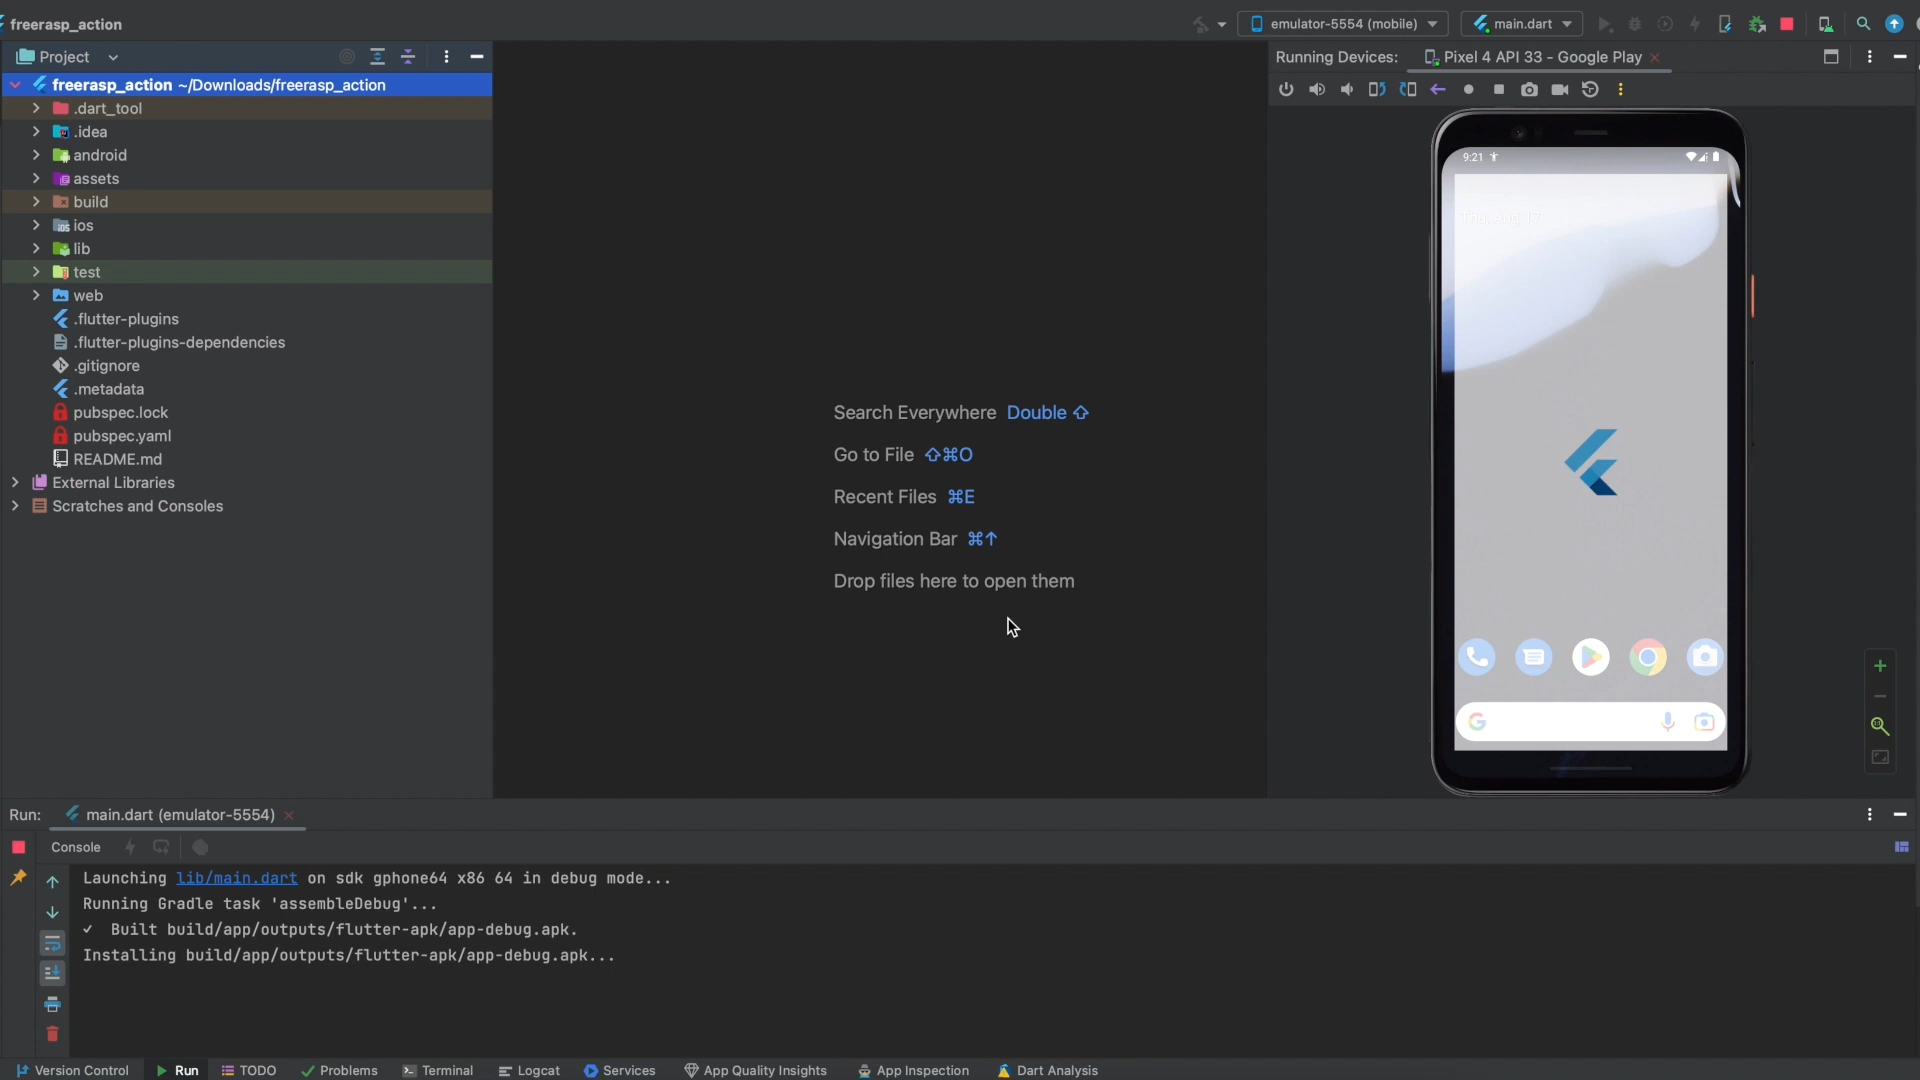 freerasp_action
emulator-5554 (mobile)
main.dart
Project
Running Devices:
Pixel 4 API 33 - Google Play
freerasp_action ~/Downloads/freerasp_action
.dart_tool
.idea
android
assets
build
ios
lib
test
web
.flutter-plugins
.flutter-plugins-dependencies
.gitignore
.metadata
pubspec.lock
pubspec.yaml
README.md
External Libraries
Scratches and Consoles
Search Everywhere Double ⇧
Go to File ⇧⌘O
Recent Files ⌘E
Navigation Bar ⌘↑
Drop files here to open them
9:21
Thu, Aug 17
Run:
main.dart (emulator-5554)
Console
Launching lib/main.dart on sdk gphone64 x86 64 in debug mode...
Running Gradle task 'assembleDebug'...
✓ Built build/app/outputs/flutter-apk/app-debug.apk.
Installing build/app/outputs/flutter-apk/app-debug.apk...
Version Control
Run
TODO
Problems
Terminal
Logcat
Services
App Quality Insights
App Inspection
Dart Analysis